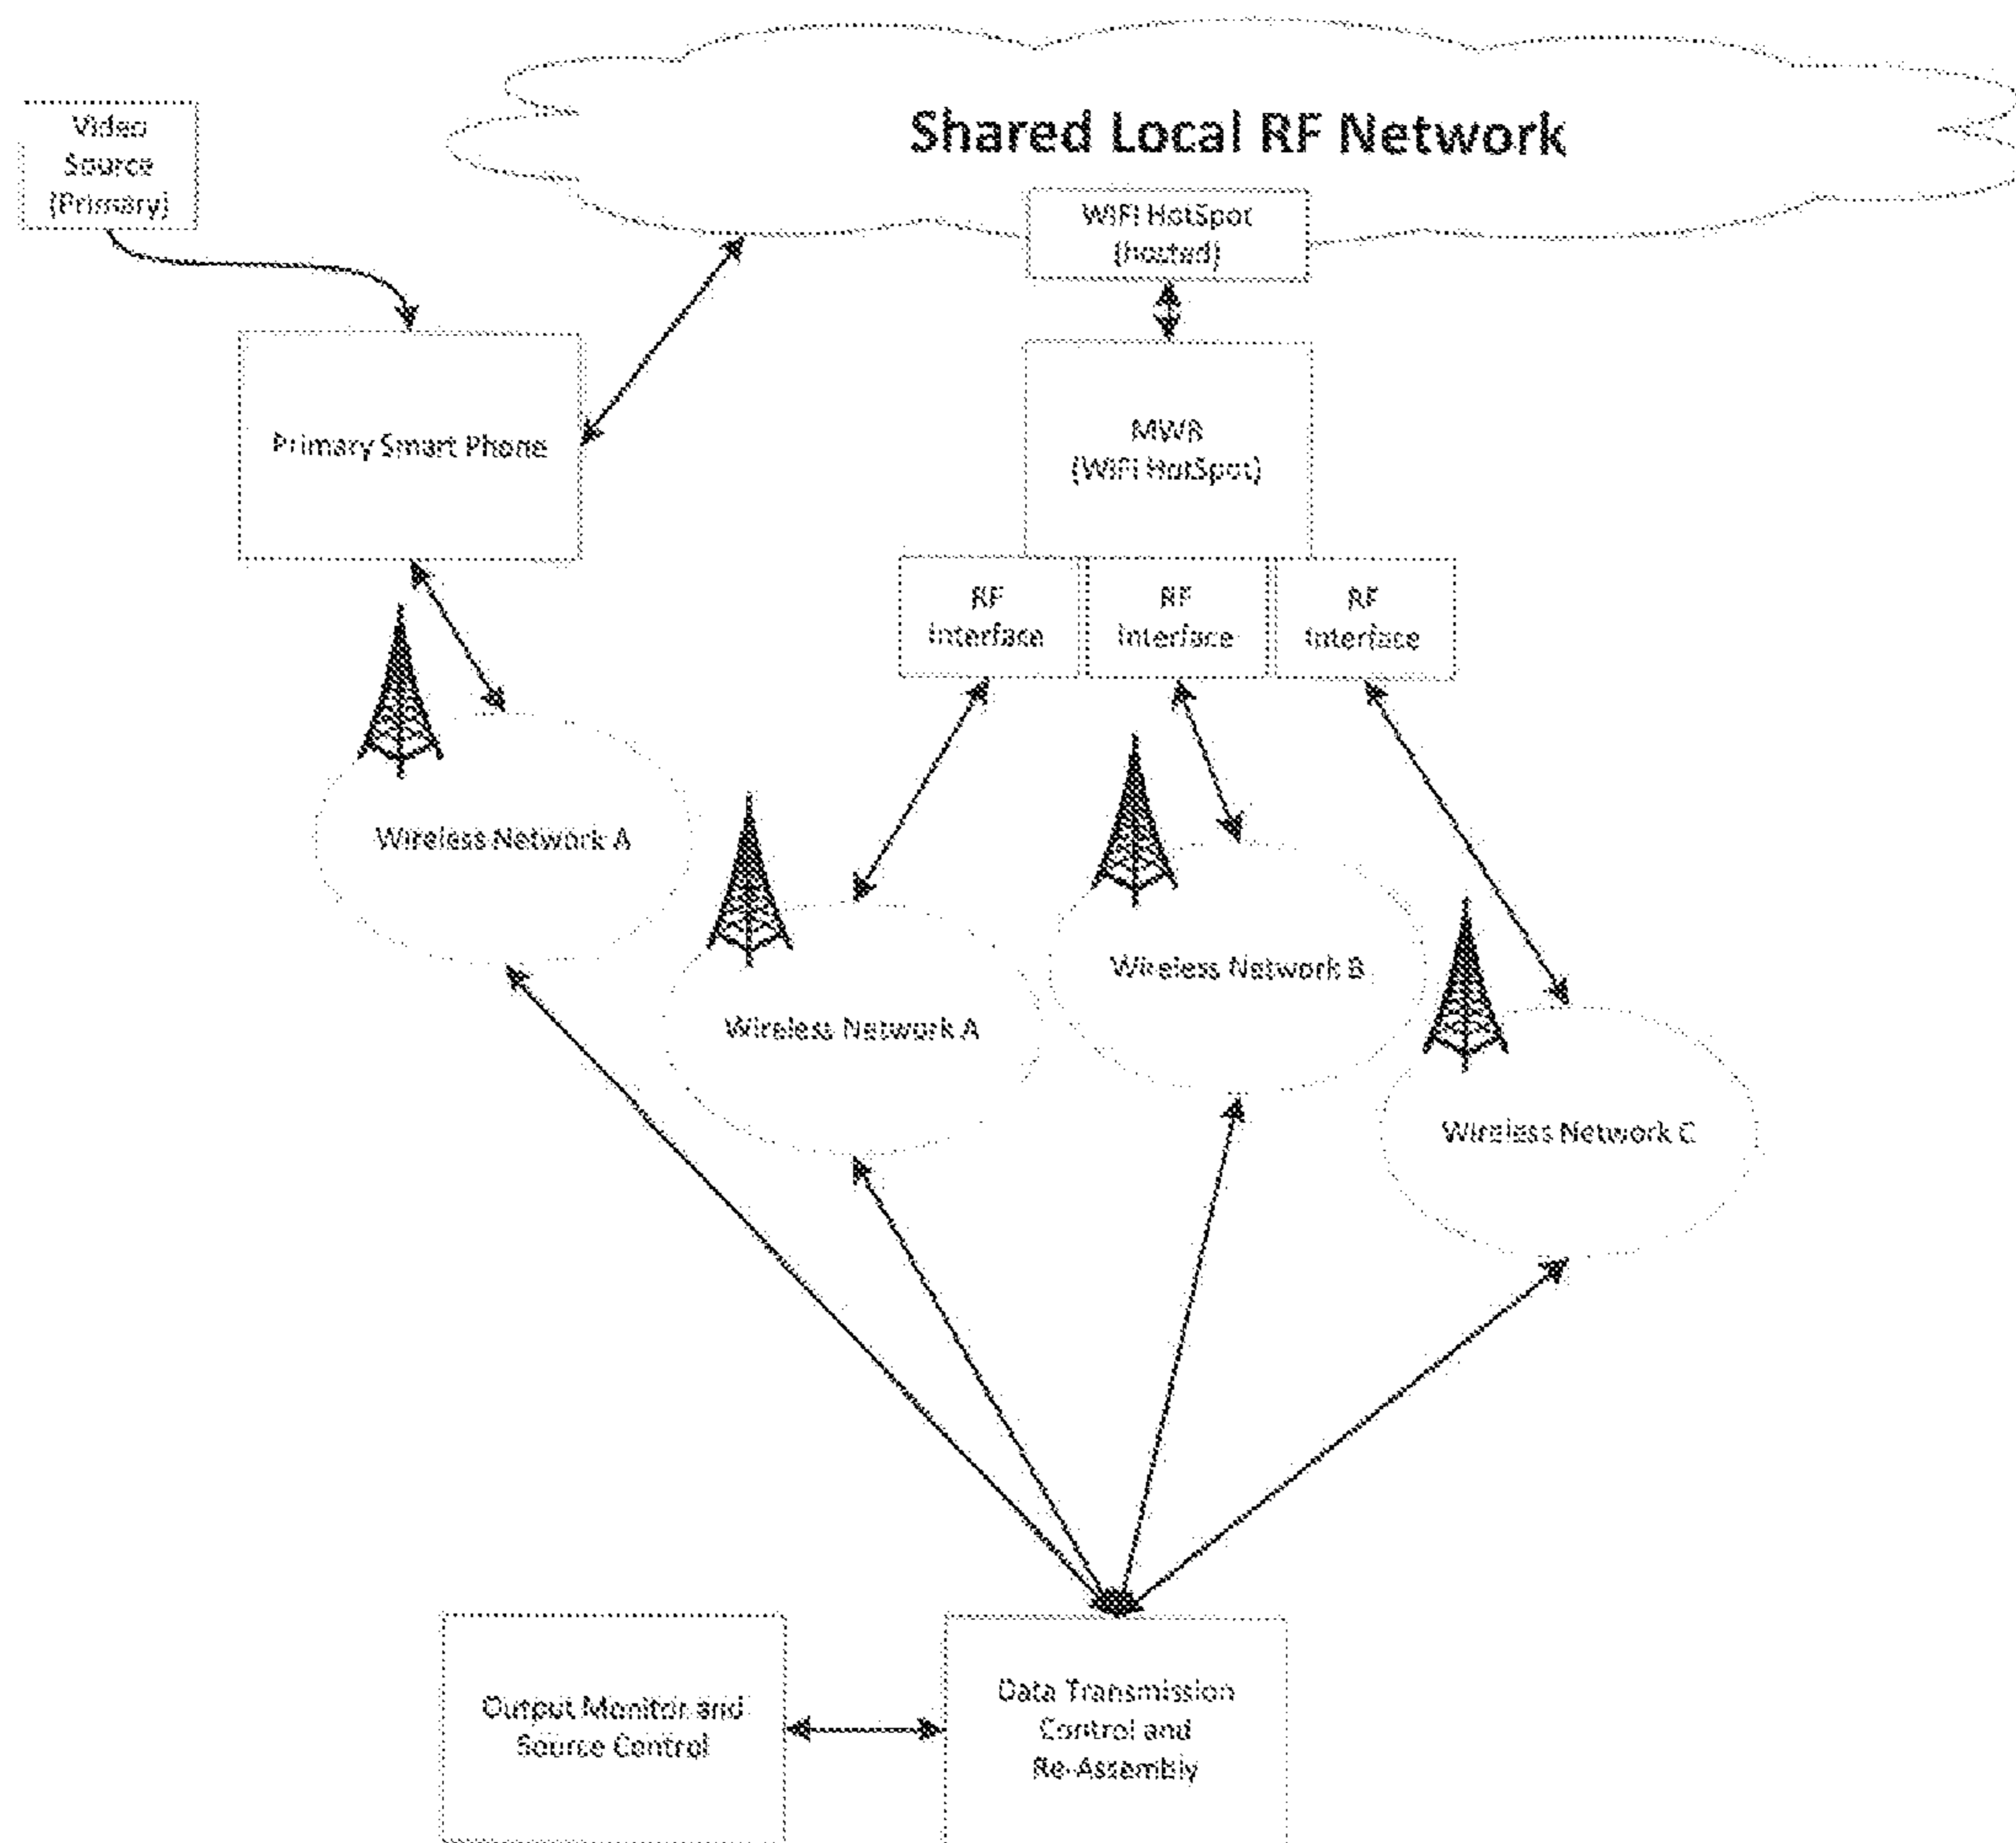 Shared Local RF Network
Video
Source
(Primary)
WIFI HotSpot
(hosted)
Primary Smart Phone
MWR
(WIFI HotSpot)
RF
Interface
RF
Interface
RF
Interface
Wireless Network A
Wireless Network A
Wireless Network B
Wireless Network C
Output Monitor and
Source Control
Data Transmission
Control and
Re-Assembly